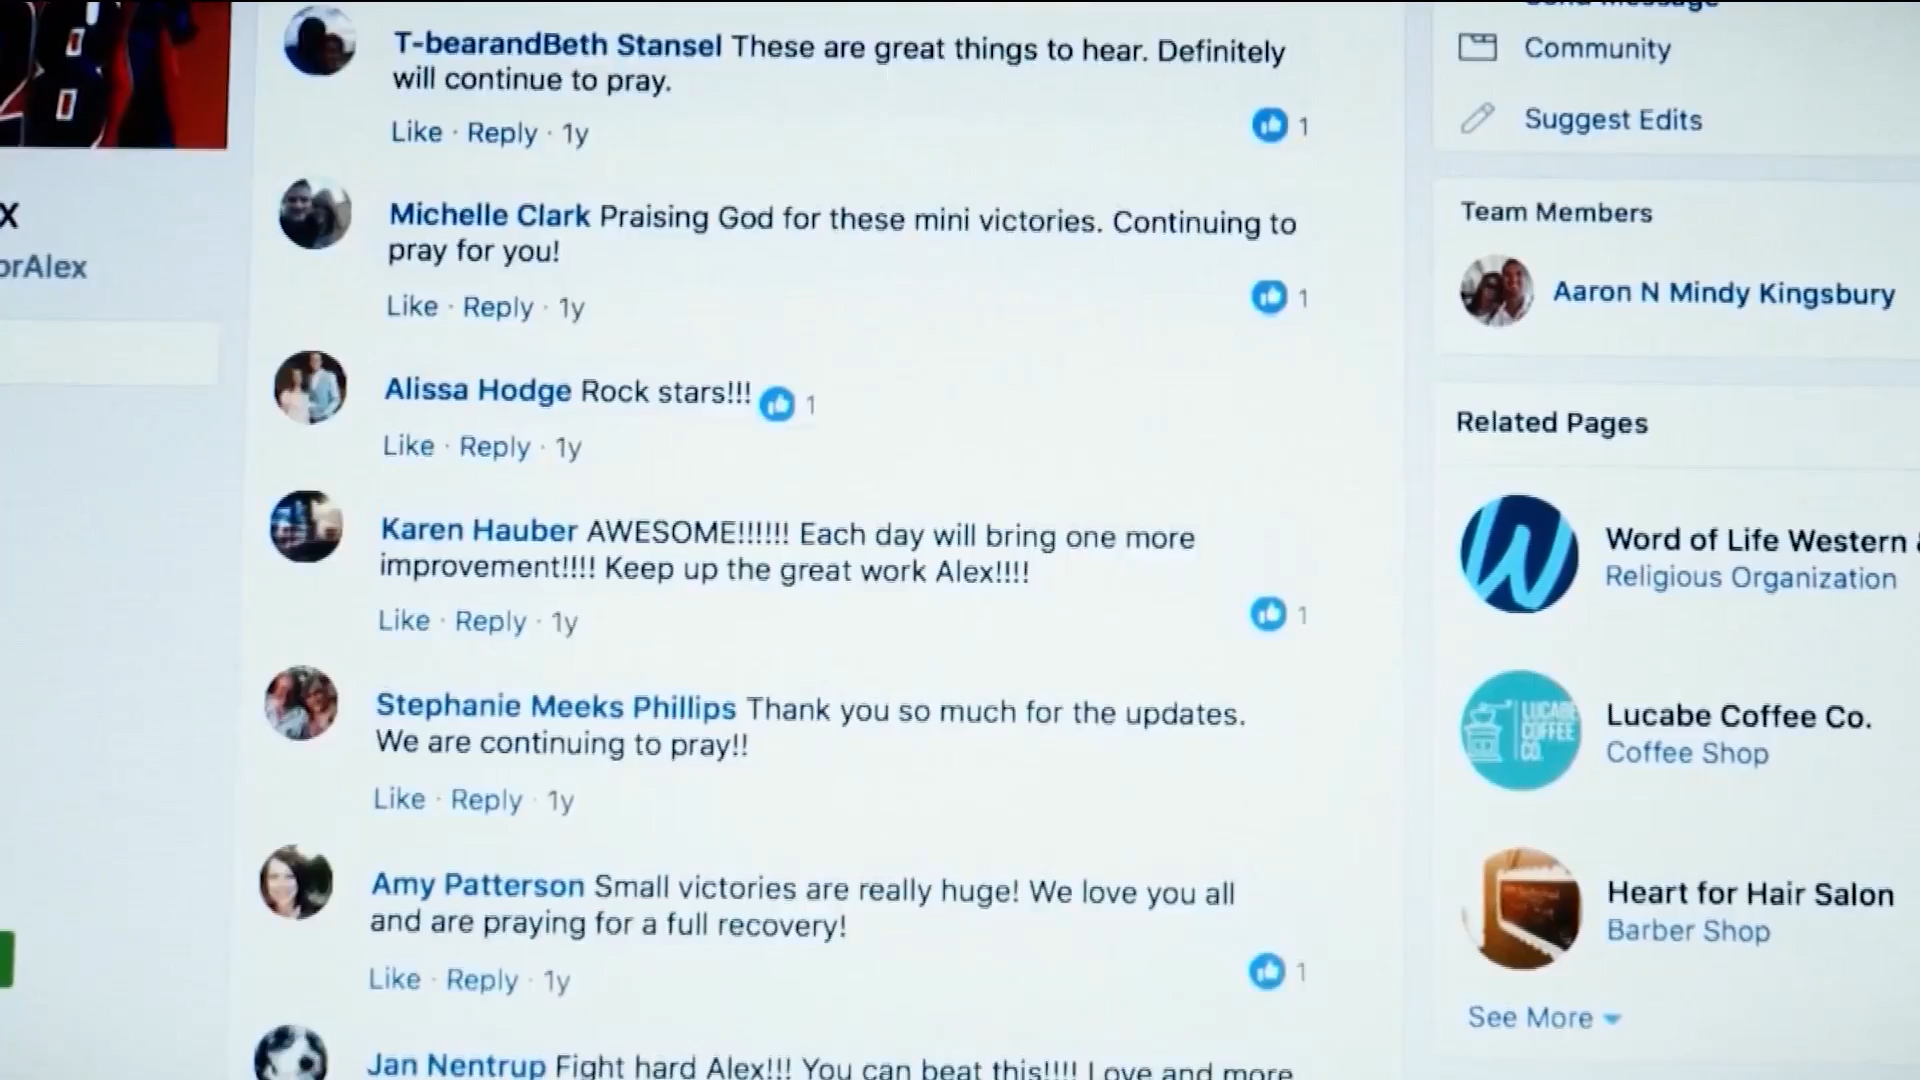 Community
Suggest Edits
T-bearandBeth Stansel These are great things to hear. Definitely
will continue to pray.
Like · Reply · 1y
1
Michelle Clark Praising God for these mini victories. Continuing to
pray for you!
Like · Reply · 1y
1
Alissa Hodge Rock stars!!! 1
Like · Reply · 1y
Karen Hauber AWESOME!!!!!! Each day will bring one more
improvement!!!! Keep up the great work Alex!!!!
Like · Reply · 1y
1
Stephanie Meeks Phillips Thank you so much for the updates.
We are continuing to pray!!
Like · Reply · 1y
Amy Patterson Small victories are really huge! We love you all
and are praying for a full recovery!
Like · Reply · 1y
1
Jan Nentrup Fight hard Alex!!! You can beat this!!!! Love and more
x
orAlex
Team Members
Aaron N Mindy Kingsbury
Related Pages
Word of Life Western
Religious Organization
LUCABE
COFFEE
CO.
Lucabe Coffee Co.
Coffee Shop
Heart for Hair Salon
Barber Shop
See More